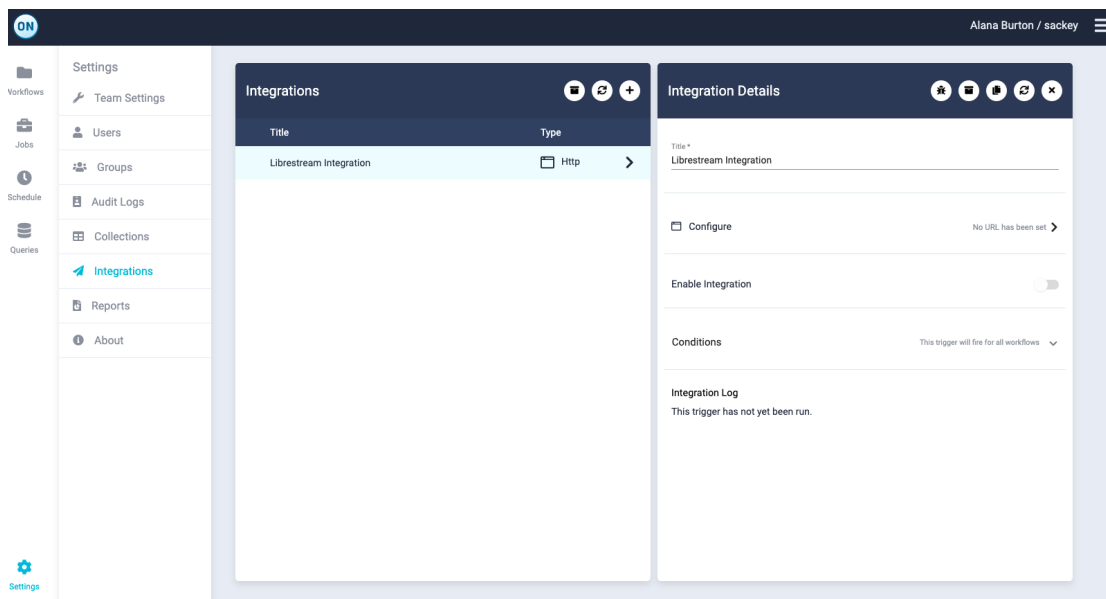 ON
Alana Burton / sackey
Workflows
Jobs
Schedule
Queries
Settings
Settings
Team Settings
Users
Groups
Audit Logs
Collections
Integrations
Reports
About
Integrations
Title Type
Librestream Integration Http
Integration Details
Title *
Librestream Integration
Configure No URL has been set
Enable Integration
Conditions This trigger will fire for all workflows
Integration Log
This trigger has not yet been run.